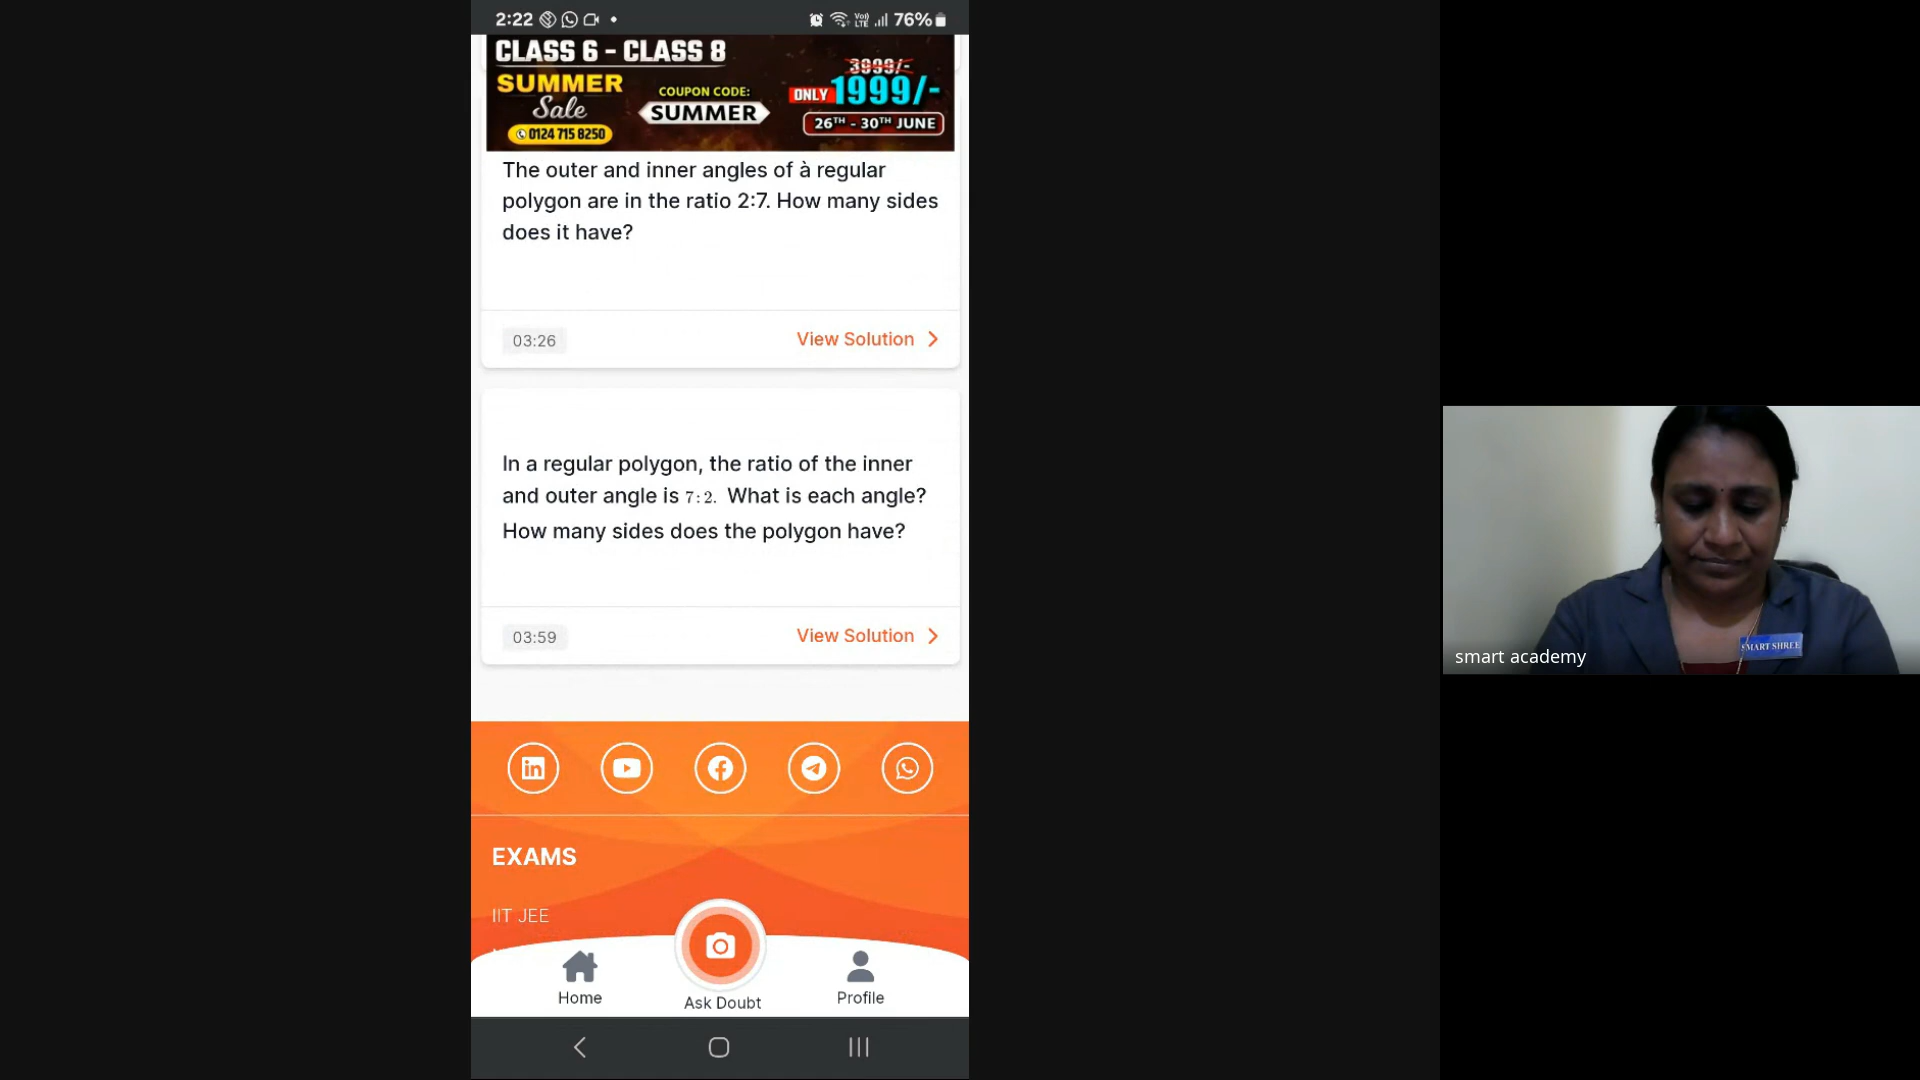 2:22
76%
CLASS 6 - CLASS 8
SUMMER
Sale
0124 715 8250
COUPON CODE:
SUMMER
3999/-
ONLY 1999/-
26TH - 30TH JUNE
The outer and inner angles of à regular
polygon are in the ratio 2:7. How many sides
does it have?
03:26
View Solution
In a regular polygon, the ratio of the inner
and outer angle is 7:2. What is each angle?
How many sides does the polygon have?
03:59
View Solution
EXAMS
IIT JEE
Home
Ask Doubt
Profile
SMART SHREE
smart academy